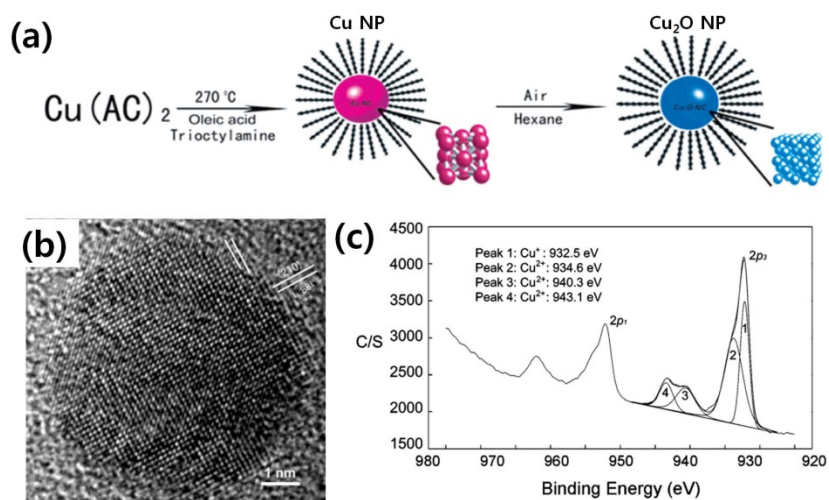 (a)
Cu NP
Cu₂O NP
Cu(AC)₂
270 °C
Oleic acid
Trioctylamine
Air
Hexane
(b)
1 nm
(c)
4500
4000
3500
3000
2500
2000
1500
C/S
Peak 1: Cu⁺: 932.5 eV
Peak 2: Cu²⁺: 934.6 eV
Peak 3: Cu²⁺: 940.3 eV
Peak 4: Cu²⁺: 943.1 eV
2p₃
2p₁
1
2
3
4
980 970 960 950 940 930 920
Binding Energy (eV)